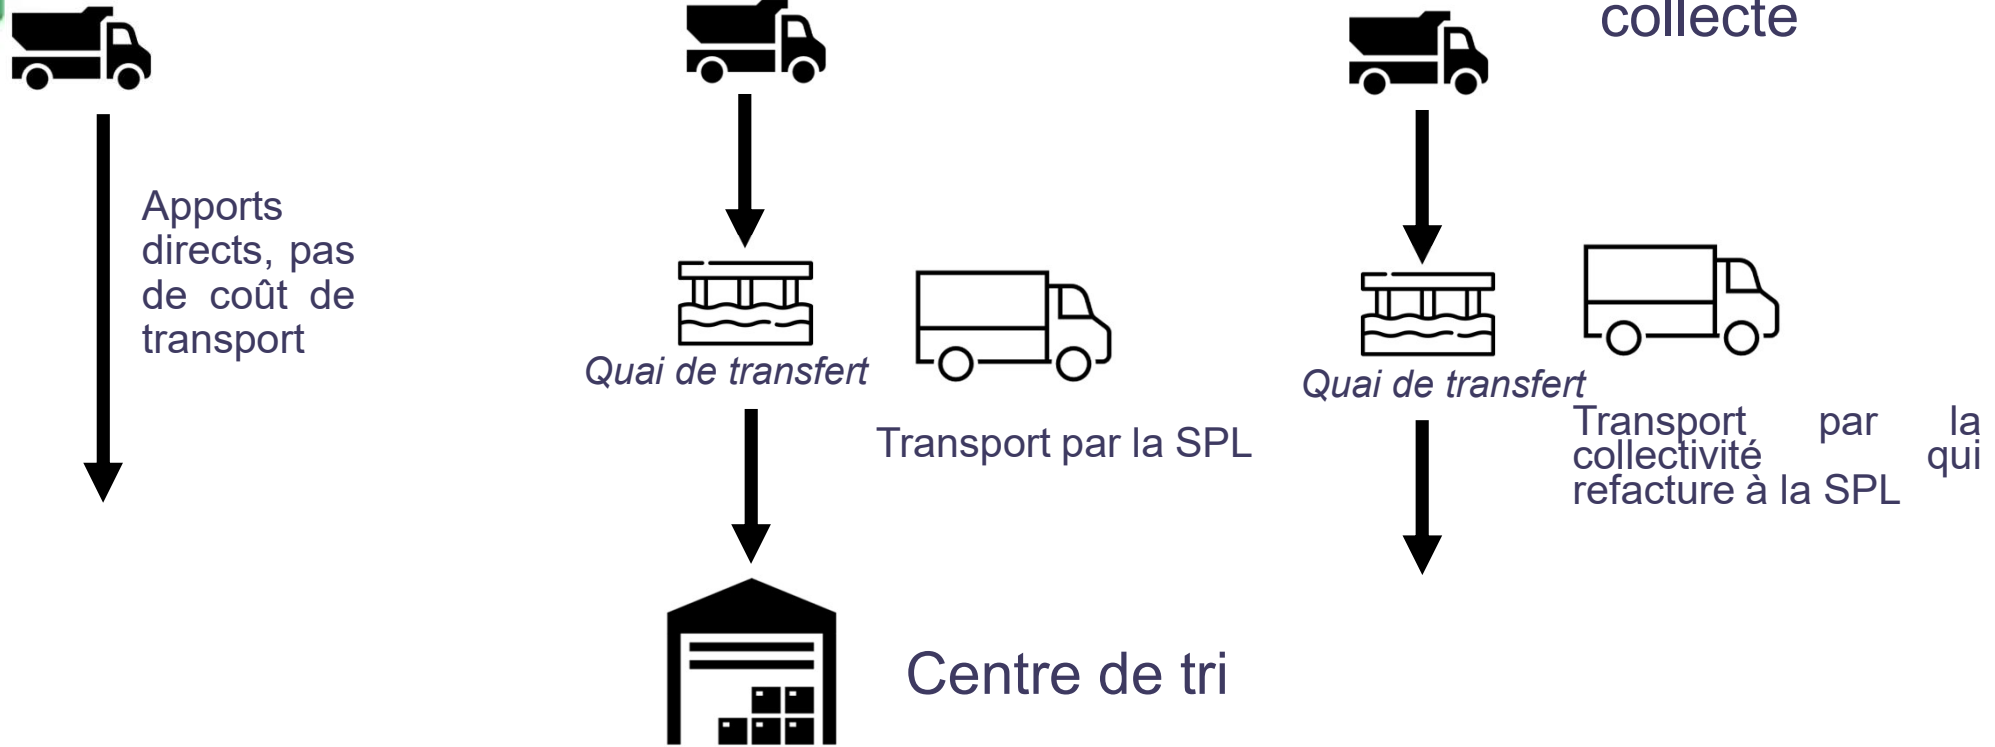 collecte
Apports
directs, pas
de coût de
transport
Quai de transfert
Transport par la SPL
Quai de transfert
Transport par la
collectivité qui
refacture à la SPL
Centre de tri